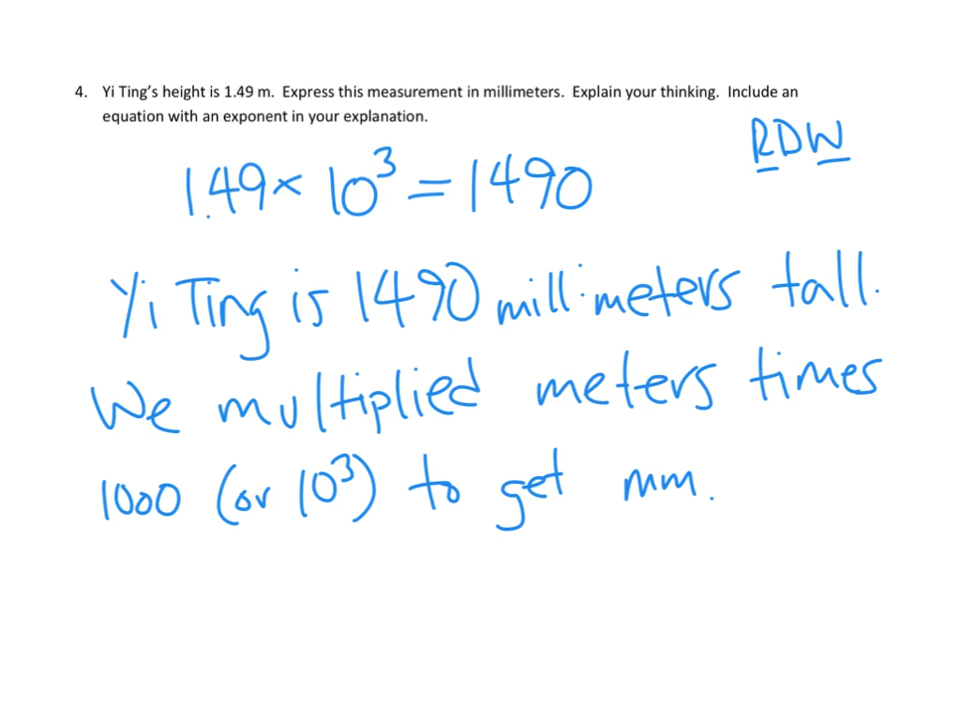 4. Yi Ting's height is 1.49 m. Express this measurement in millimeters. Explain your thinking. Include an
equation with an exponent in your explanation.
RDW
1.49 × 10³ = 1490
Yi Ting is 1490 millimeters tall.
We multiplied meters times
1000 (or 10³) to get mm.